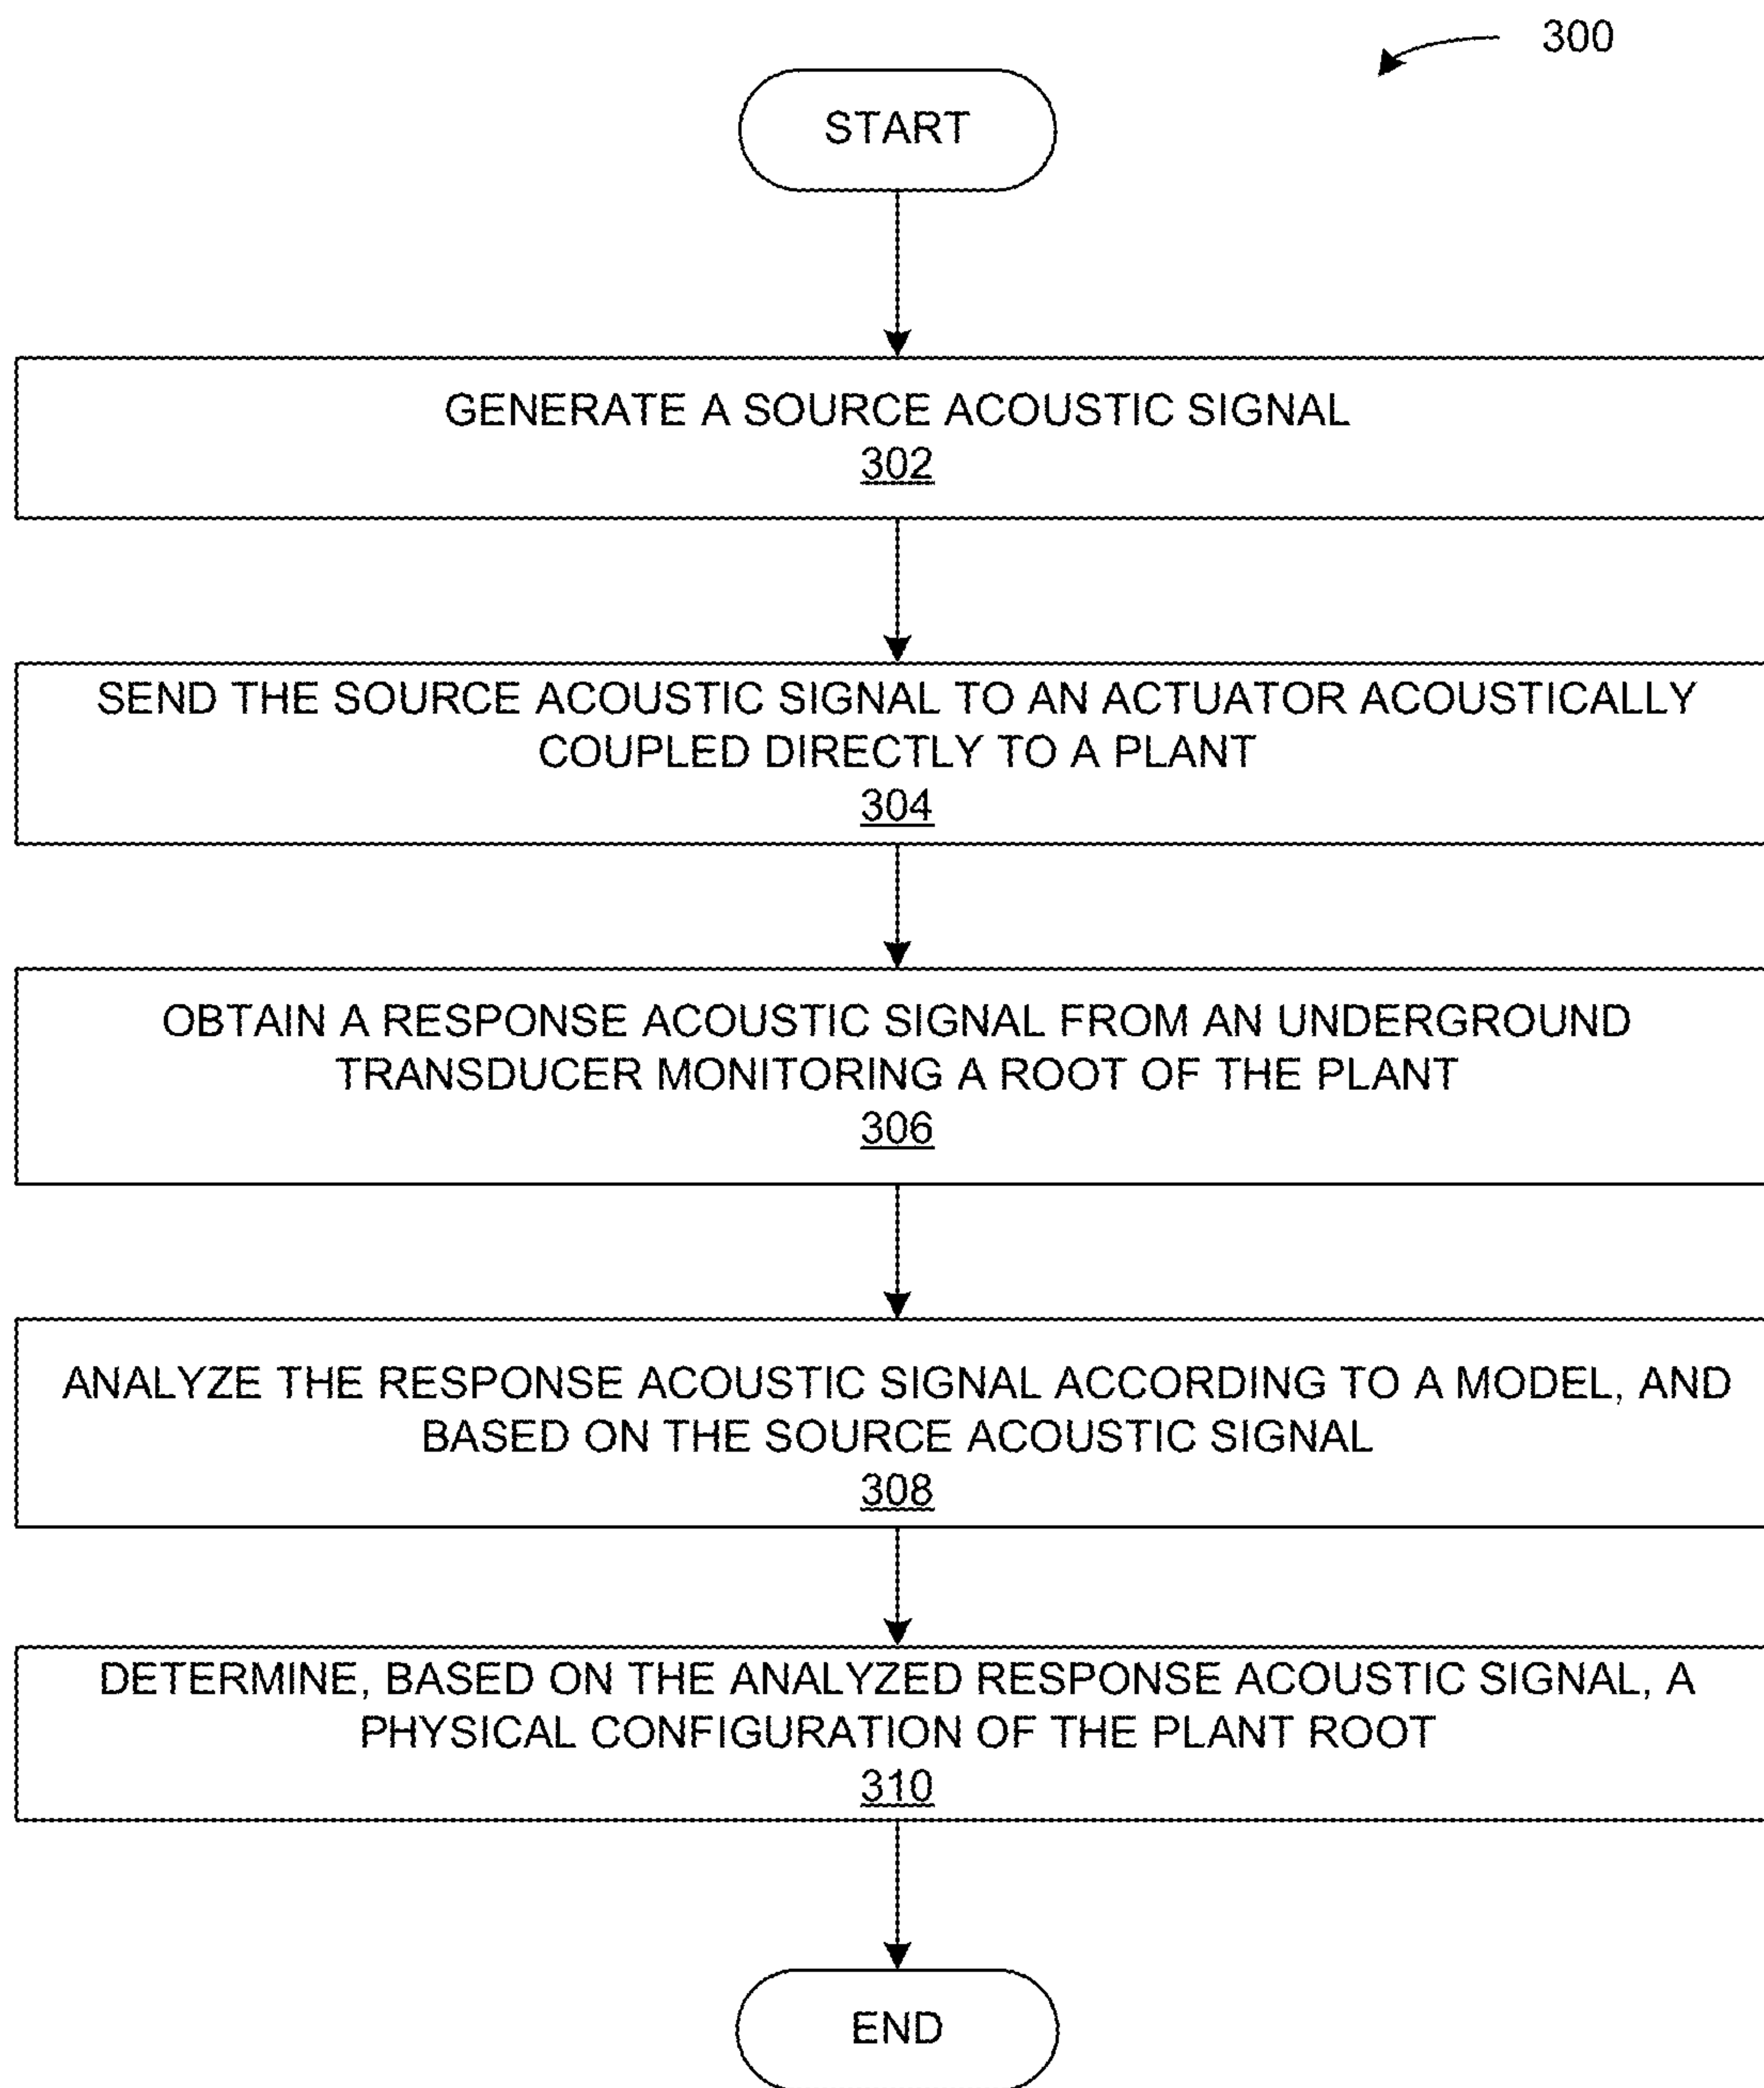 300
START
GENERATE A SOURCE ACOUSTIC SIGNAL
302
SEND THE SOURCE ACOUSTIC SIGNAL TO AN ACTUATOR ACOUSTICALLY
COUPLED DIRECTLY TO A PLANT
304
OBTAIN A RESPONSE ACOUSTIC SIGNAL FROM AN UNDERGROUND
TRANSDUCER MONITORING A ROOT OF THE PLANT
306
ANALYZE THE RESPONSE ACOUSTIC SIGNAL ACCORDING TO A MODEL, AND
BASED ON THE SOURCE ACOUSTIC SIGNAL
308
DETERMINE, BASED ON THE ANALYZED RESPONSE ACOUSTIC SIGNAL, A
PHYSICAL CONFIGURATION OF THE PLANT ROOT
310
END